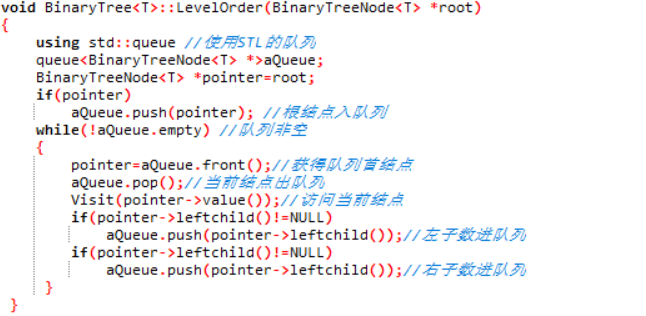 void BinaryTree<T>::LevelOrder(BinaryTreeNode<T> *root)
{
    using std::queue //使用STL的队列
    queue<BinaryTreeNode<T> *>aQueue;
    BinaryTreeNode<T> *pointer=root;
    if(pointer)
        aQueue.push(pointer); //根结点入队列
    while(!aQueue.empty) //队列非空
    {
        pointer=aQueue.front();//获得队列首结点
        aQueue.pop();//当前结点出队列
        Visit(pointer->value());//访问当前结点
        if(pointer->leftchild()!=NULL)
            aQueue.push(pointer->leftchild());//左子数进队列
        if(pointer->leftchild()!=NULL)
            aQueue.push(pointer->leftchild());//右子数进队列
    }
}